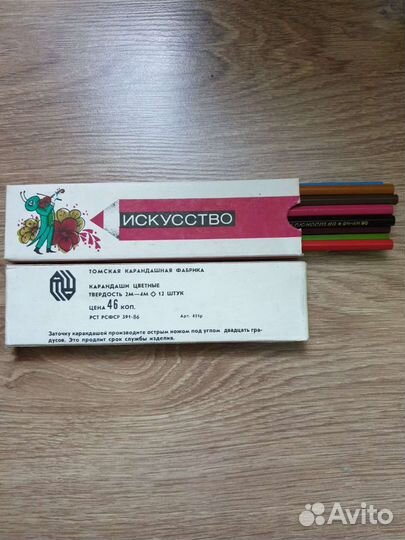 ИСКУССТВО
ТОМСКАЯ КАРАНДАШНАЯ ФАБРИКА
КАРАНДАШИ ЦВЕТНЫЕ
ТВЕРДОСТЬ 2М—4М 12 ШТУК
ЦЕНА 46 КОП.
РСТ РСФСР 391-86 Арт.
Заточку карандашей производите острым ножом под углом двадцать гра-
дусов. Это продлит срок службы изделия.
Avito